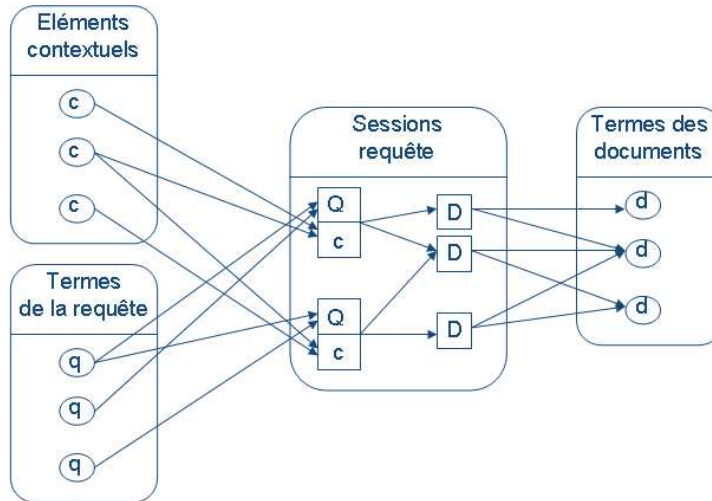 Eléments
contextuels
c
c
c
Termes
de la requête
q
q
q
Sessions
requête
Q
c
Q
c
D
D
D
Termes des
documents
d
d
d